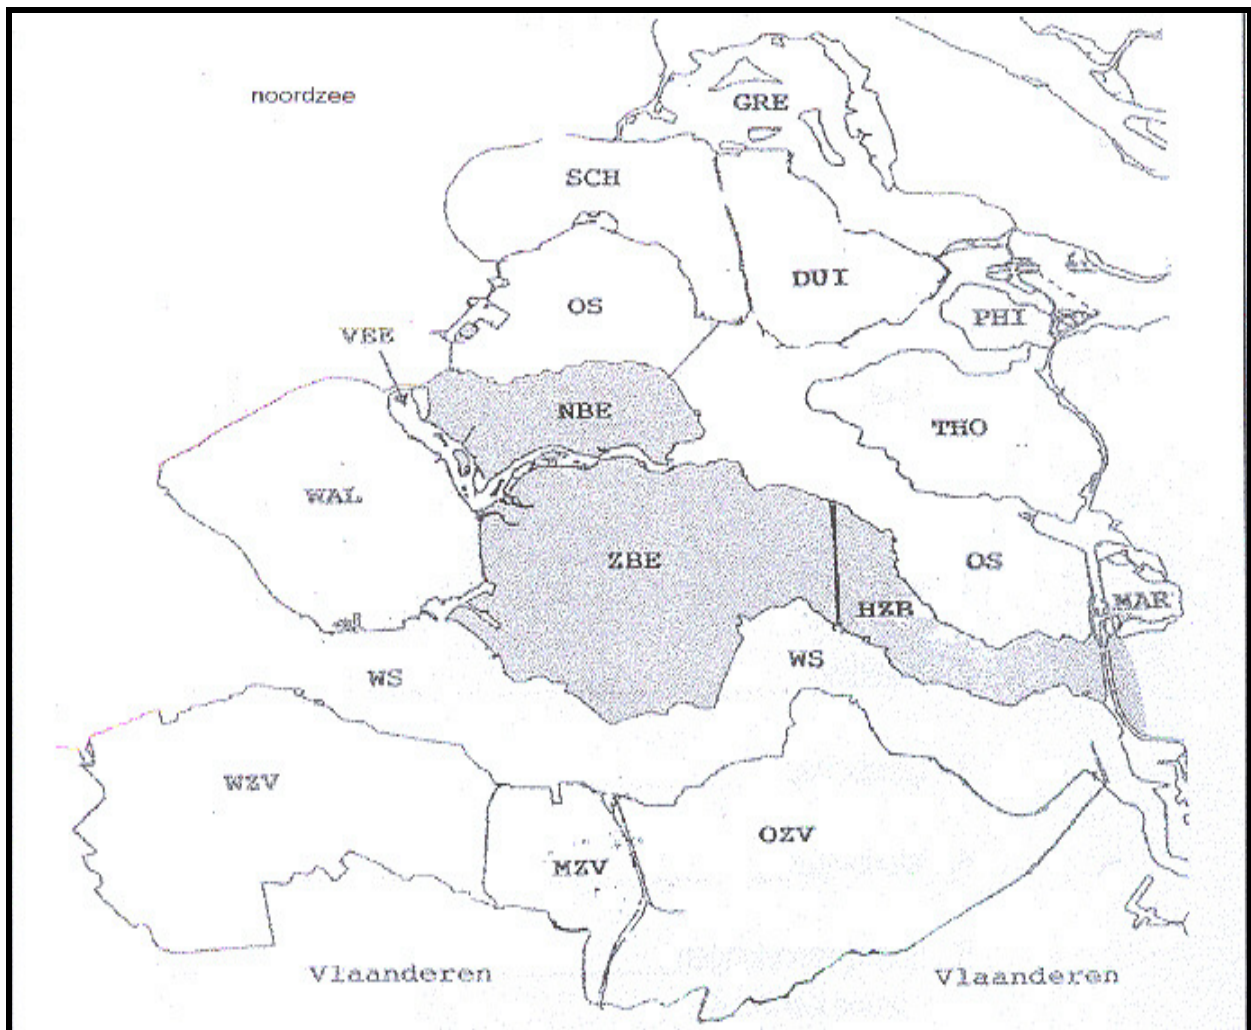 noordzee
GRE
SCH
DUI
OS
PHI
VEE
NBE
THO
WAL
ZBE
OS
HZB
MAR
WS
WS
WZV
OZV
MZV
Vlaanderen
Vlaanderen